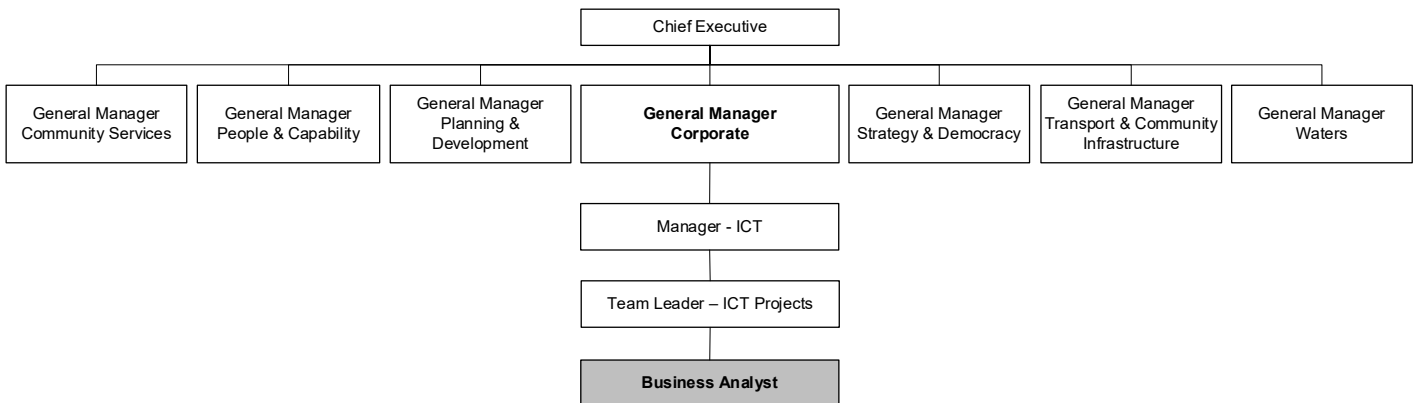 Chief Executive
General Manager
Community Services
General Manager
People & Capability
General Manager
Planning &
Development
General Manager
Corporate
General Manager
Strategy & Democracy
General Manager
Transport & Community
Infrastructure
General Manager
Waters
Manager - ICT
Team Leader – ICT Projects
Business Analyst